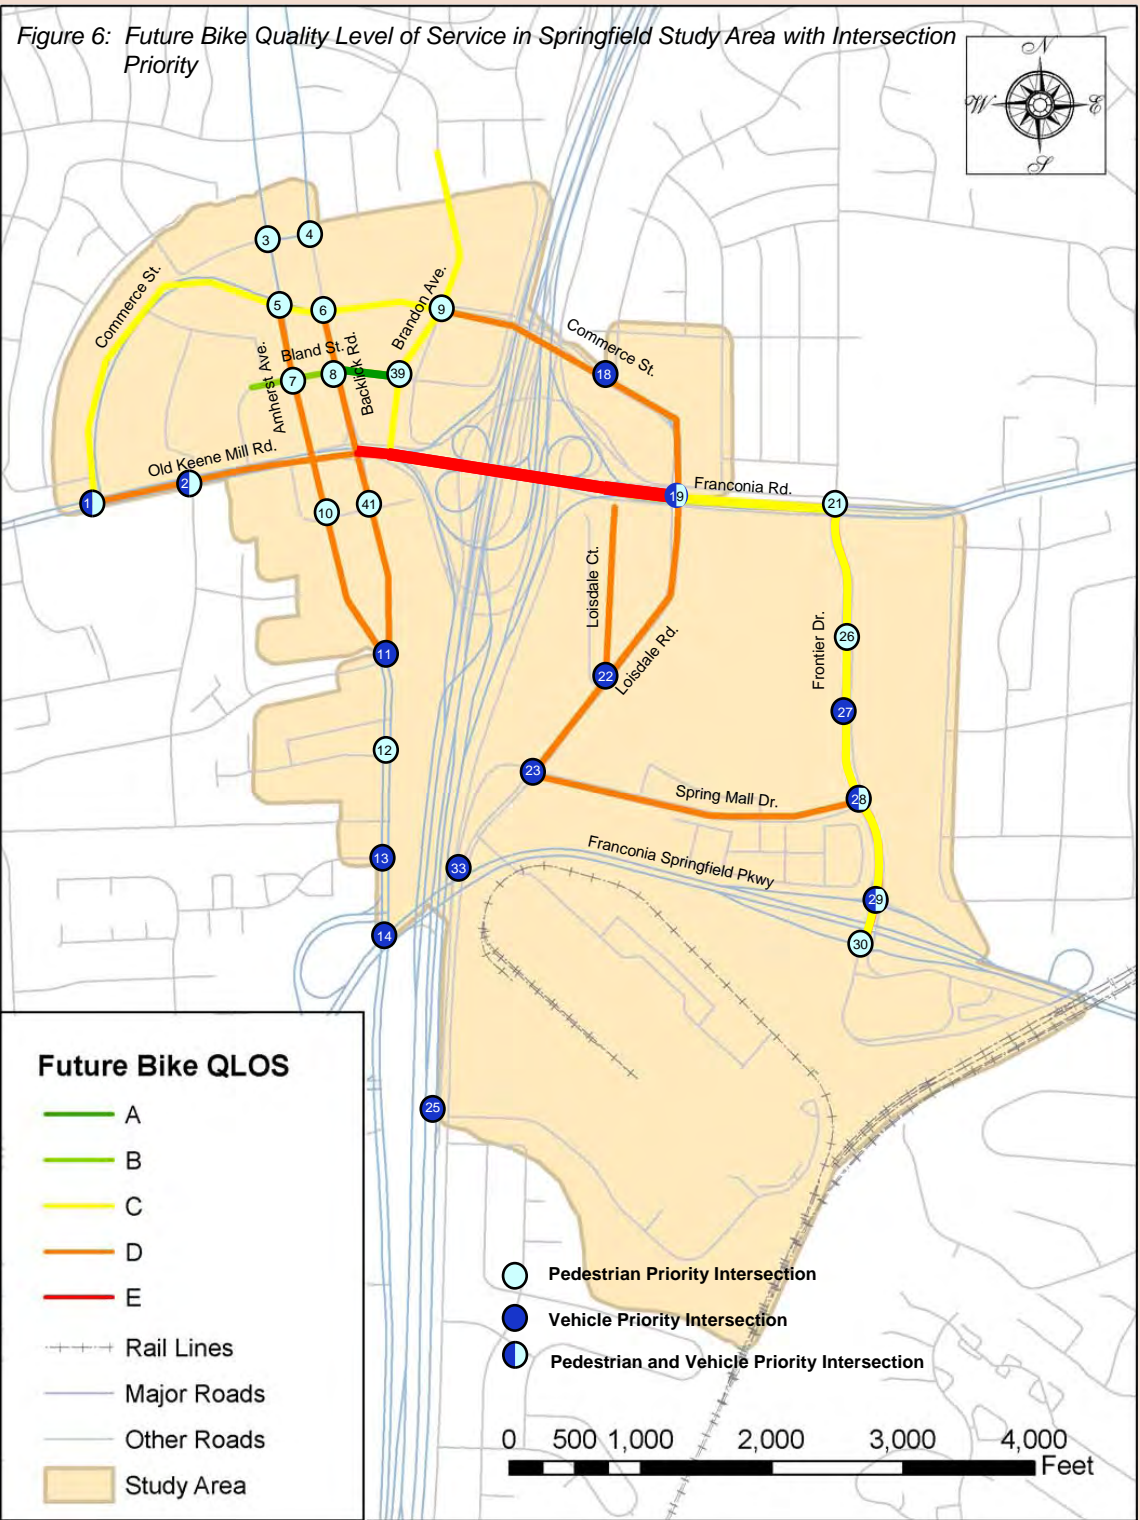 Figure 6: Future Bike Quality Level of Service in Springfield Study Area with Intersection
Priority
N
W
E
S
3
4
Commerce St.
5
6
Brandon Ave.
9
Commerce St.
Bland St.
Backlick Rd.
Amherst Ave.
7
8
39
18
Old Keene Mill Rd.
1
2
10
41
19
Franconia Rd.
21
Loisdale Ct.
Loisdale Rd.
Frontier Dr.
26
11
22
27
12
23
Spring Mall Dr.
28
13
33
Franconia Springfield Pkwy
29
14
30
25
Future Bike QLOS
A
B
C
D
E
Rail Lines
Major Roads
Other Roads
Study Area
Pedestrian Priority Intersection
Vehicle Priority Intersection
Pedestrian and Vehicle Priority Intersection
0 500 1,000 2,000 3,000 4,000
Feet